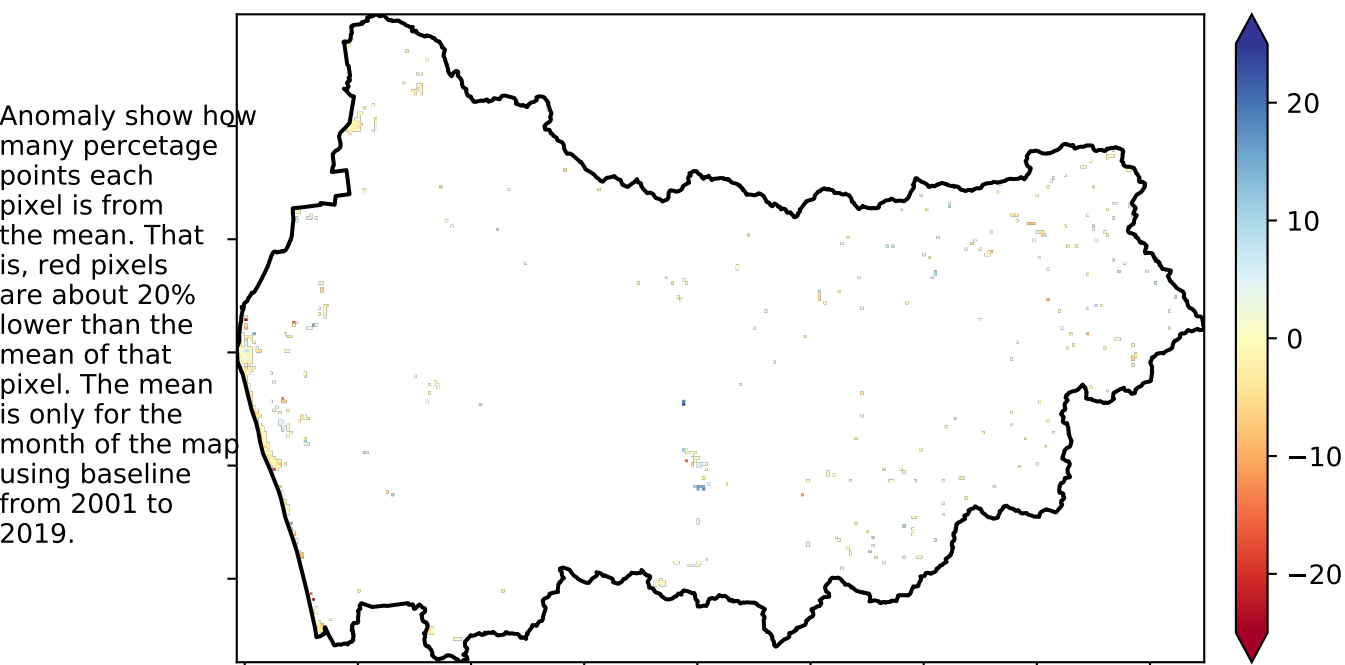 Anomaly show how
many percetage
points each
pixel is from
the mean. That
is, red pixels
are about 20%
lower than the
mean of that
pixel. The mean
is only for the
month of the map
using baseline
from 2001 to
2019.
20
10
0
−10
−20